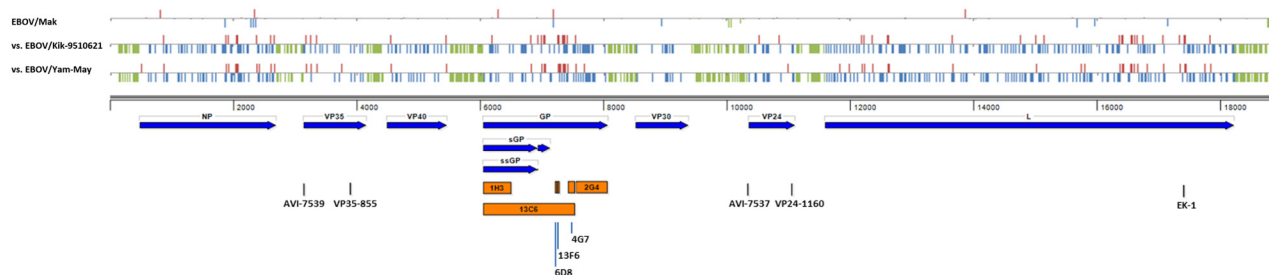 EBOV/Mak
vs. EBOV/Kik-9510621
vs. EBOV/Yam-May
2000 4000 6000 8000 10000 12000 14000 16000 18000
NP VP35 VP40 GP VP30 VP24 L
sGP
ssGP
1H3 2G4
AVI-7539 VP35-855 13C6 AVI-7537 VP24-1160 EK-1
4G7
13F6
6D8